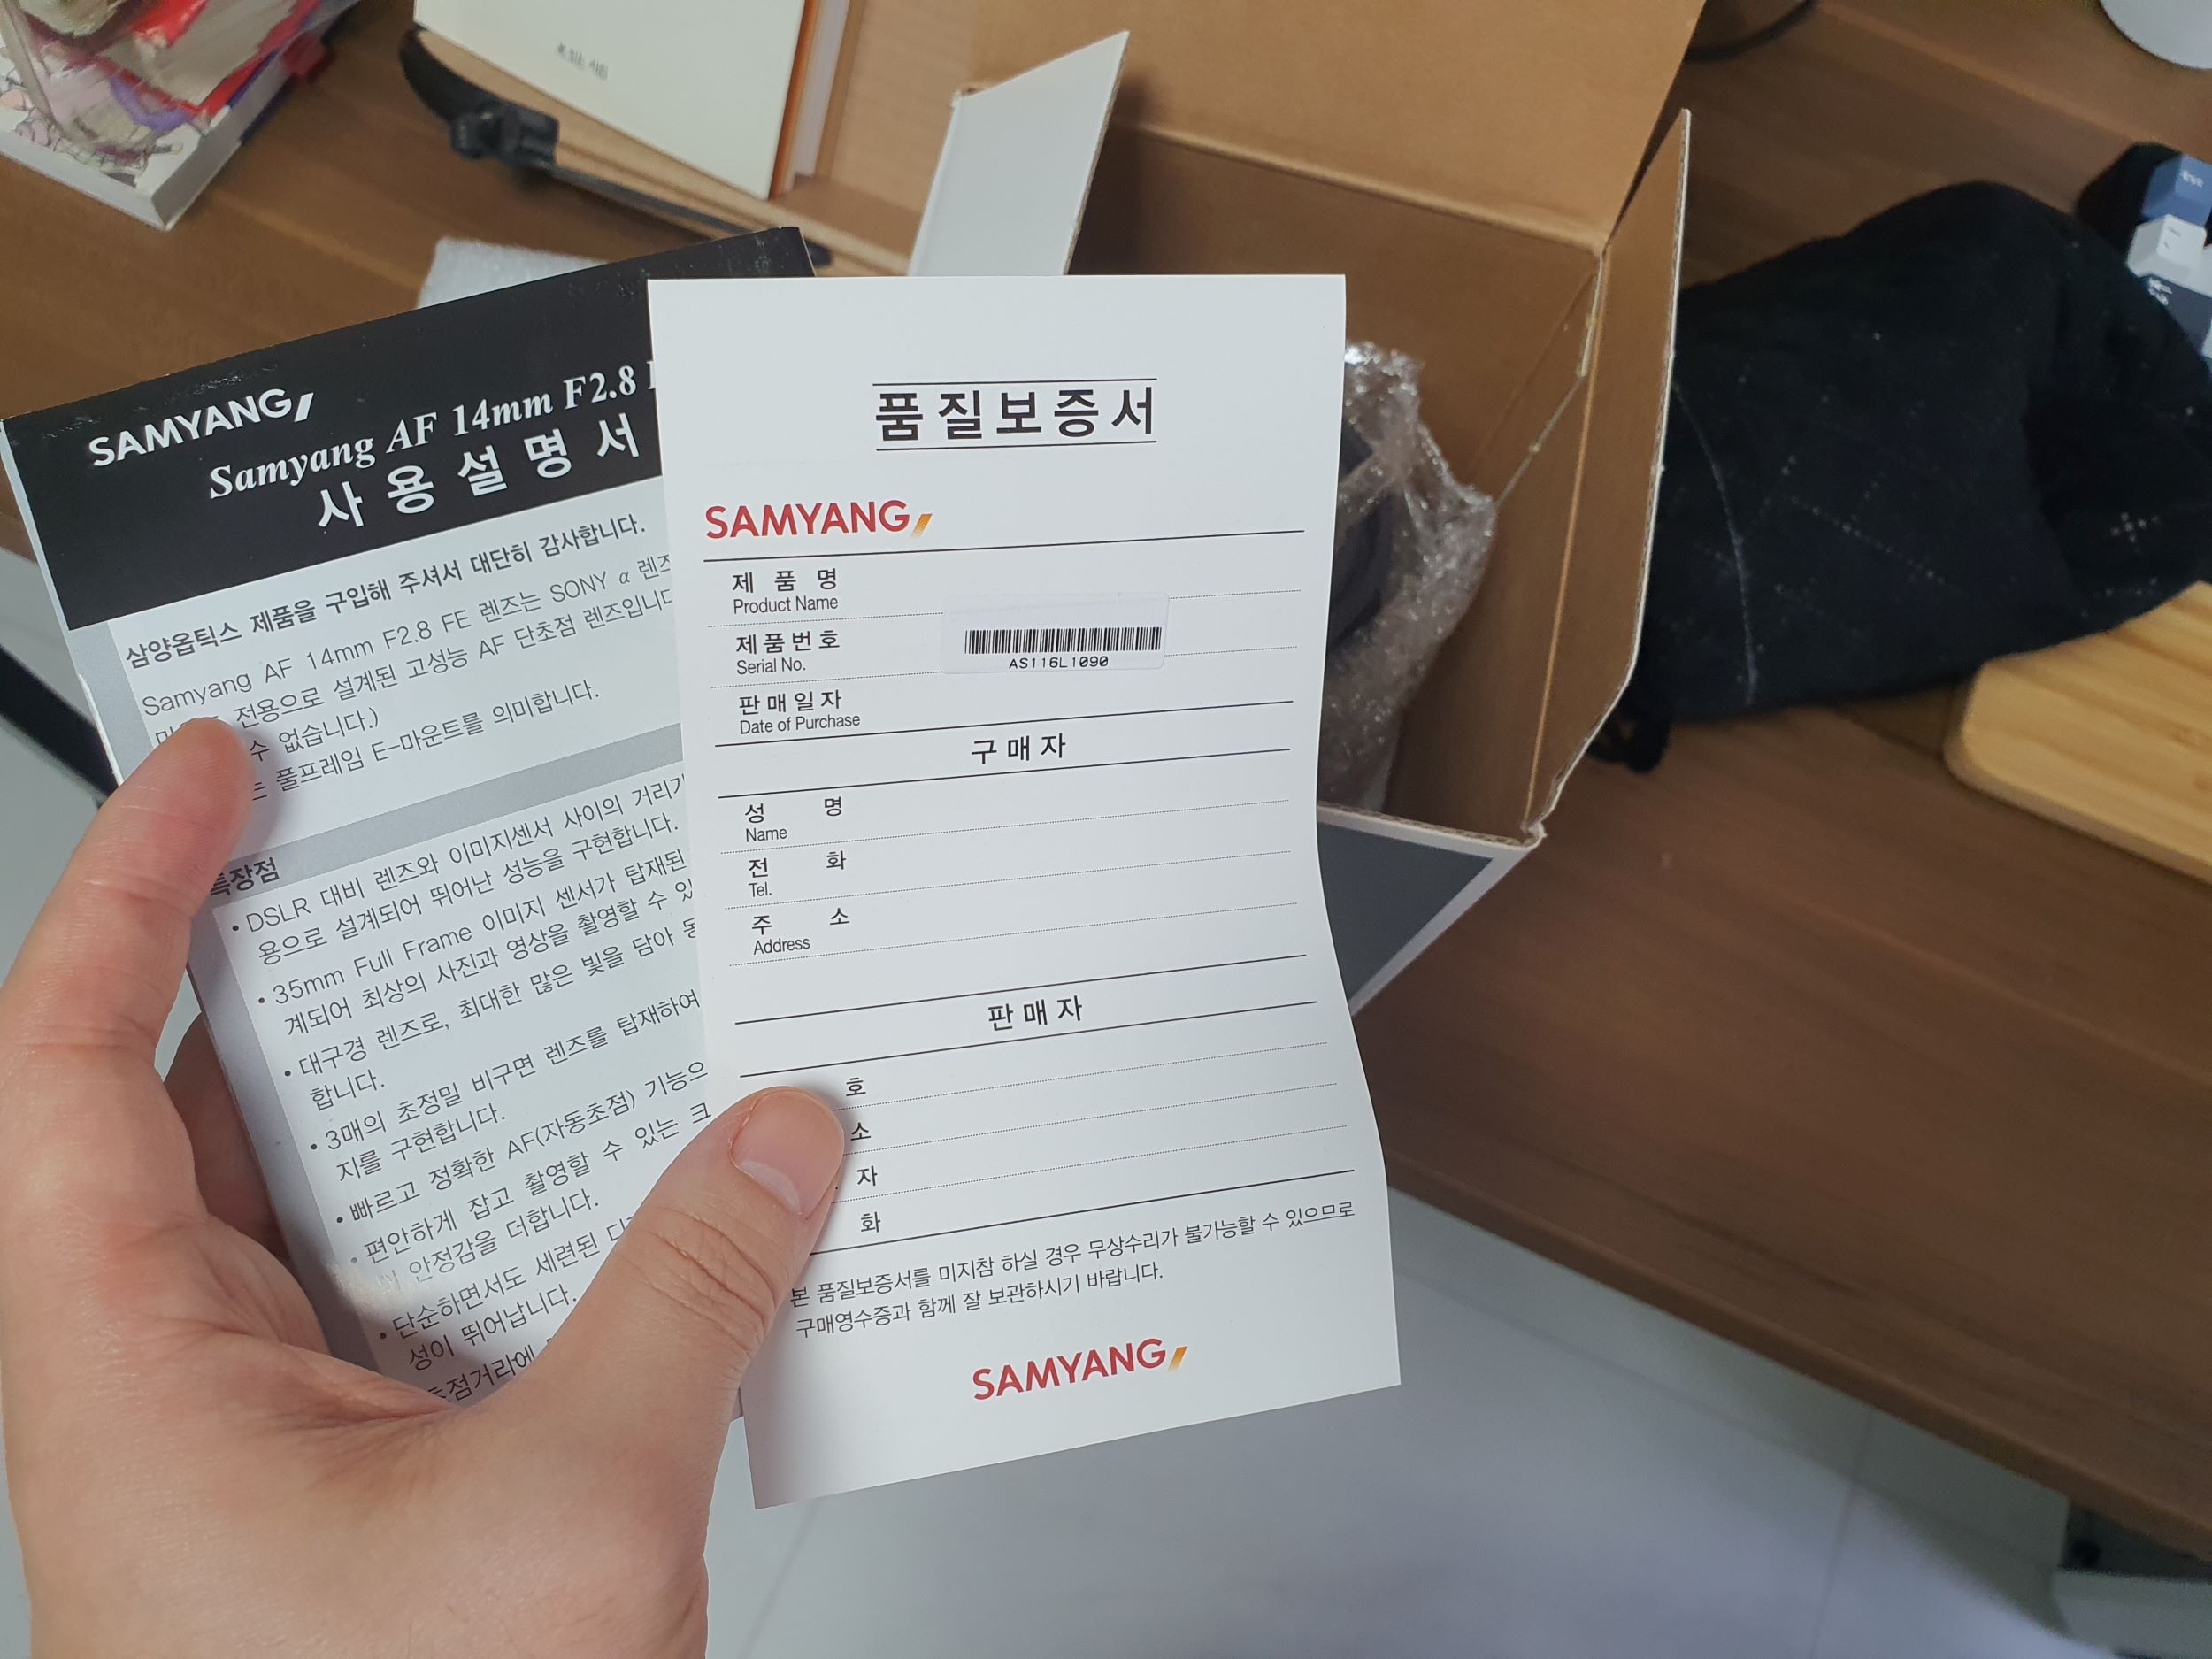 SAMYANG
Samyang AF 14mm F2.8
사용설명서
삼양옵틱스 제품을 구입해 주셔서 대단히 감사합니다.
Samyang AF 14mm F2.8 FE 렌즈는 SONY α 렌즈
전용으로 설계된 고성능 AF 단초점 렌즈입니다
수 없습니다.)
는 풀프레임 E-마운트를 의미합니다.
특장점
• DSLR 대비 렌즈와 이미지센서 사이의 거리가
용으로 설계되어 뛰어난 성능을 구현합니다.
• 35mm Full Frame 이미지 센서가 탑재된
계되어 최상의 사진과 영상을 촬영할 수 있
• 대구경 렌즈로, 최대한 많은 빛을 담아
합니다.
• 3매의 초정밀 비구면 렌즈를 탑재하여
지를 구현합니다.
• 빠르고 정확한 AF(자동초점) 기능으
• 편안하게 잡고 촬영할 수 있는 크
안정감을 더합니다.
• 단순하면서도 세련된
성이 뛰어납니다.
초점거리에
품질보증서
SAMYANG
제품명
Product Name
제품번호
Serial No.
AS116L1090
판매일자
Date of Purchase
구매자
성 명
Name
전 화
Tel.
주 소
Address
판매자
호
소
자
화
본 품질보증서를 미지참 하실 경우 무상수리가 불가능할 수 있으므로
구매영수증과 함께 잘 보관하시기 바랍니다.
SAMYANG